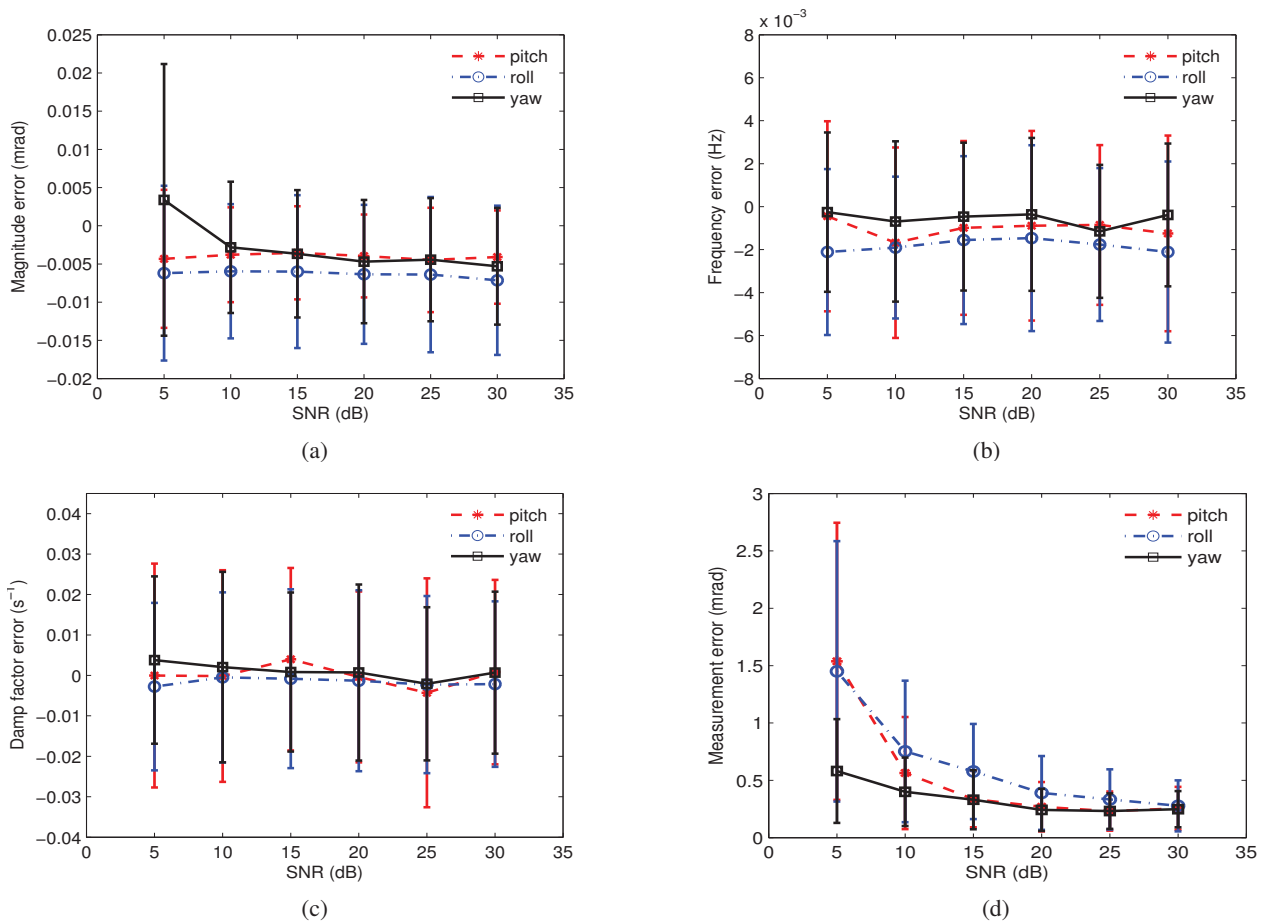 0.025
0.02
0.015
0.01
0.005
0
−0.005
−0.01
−0.015
−0.02
Magnitude error (mrad)
pitch
roll
yaw
0 5 10 15 20 25 30 35
SNR (dB)
(a)
x 10⁻³
8
6
4
2
0
−2
−4
−6
−8
Frequency error (Hz)
pitch
roll
yaw
0 5 10 15 20 25 30 35
SNR (dB)
(b)
0.04
0.03
0.02
0.01
0
−0.01
−0.02
−0.03
−0.04
Damp factor error (s⁻¹)
pitch
roll
yaw
0 5 10 15 20 25 30 35
SNR (dB)
(c)
3
2.5
2
1.5
1
0.5
0
Measurement error (mrad)
pitch
roll
yaw
0 5 10 15 20 25 30 35
SNR (dB)
(d)